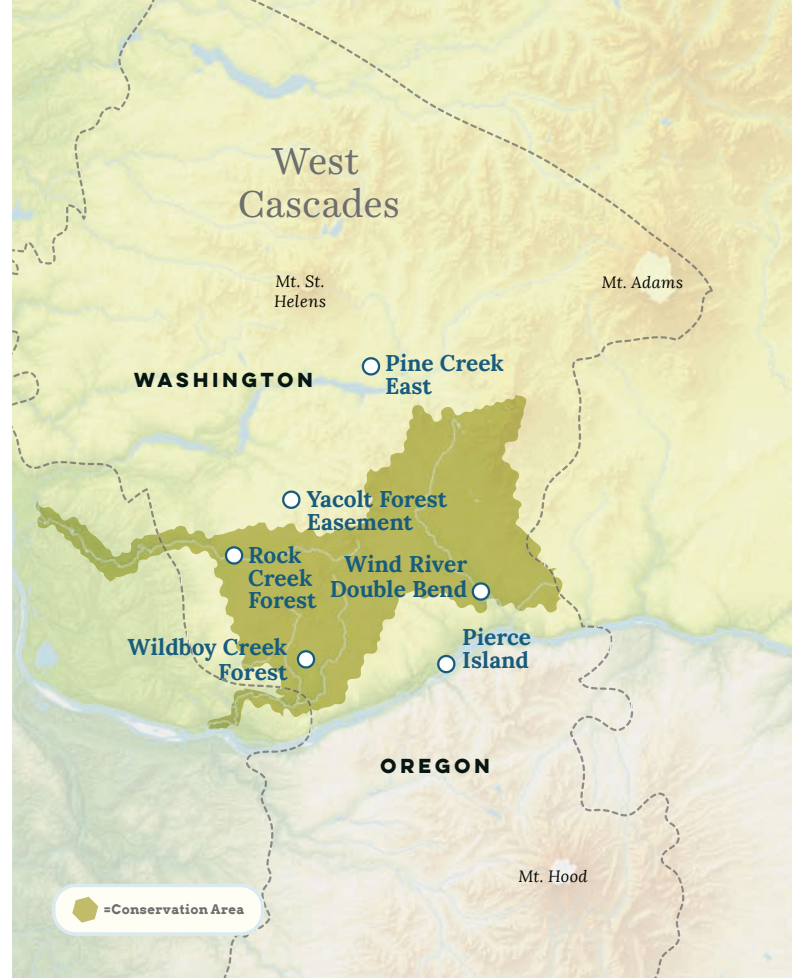 West
Cascades
Mt. St.
Helens
Mt. Adams
WASHINGTON
Pine Creek
East
Yacolt Forest
Easement
Rock
Creek
Forest
Wind River
Double Bend
Wildboy Creek
Forest
Pierce
Island
OREGON
Mt. Hood
=Conservation Area